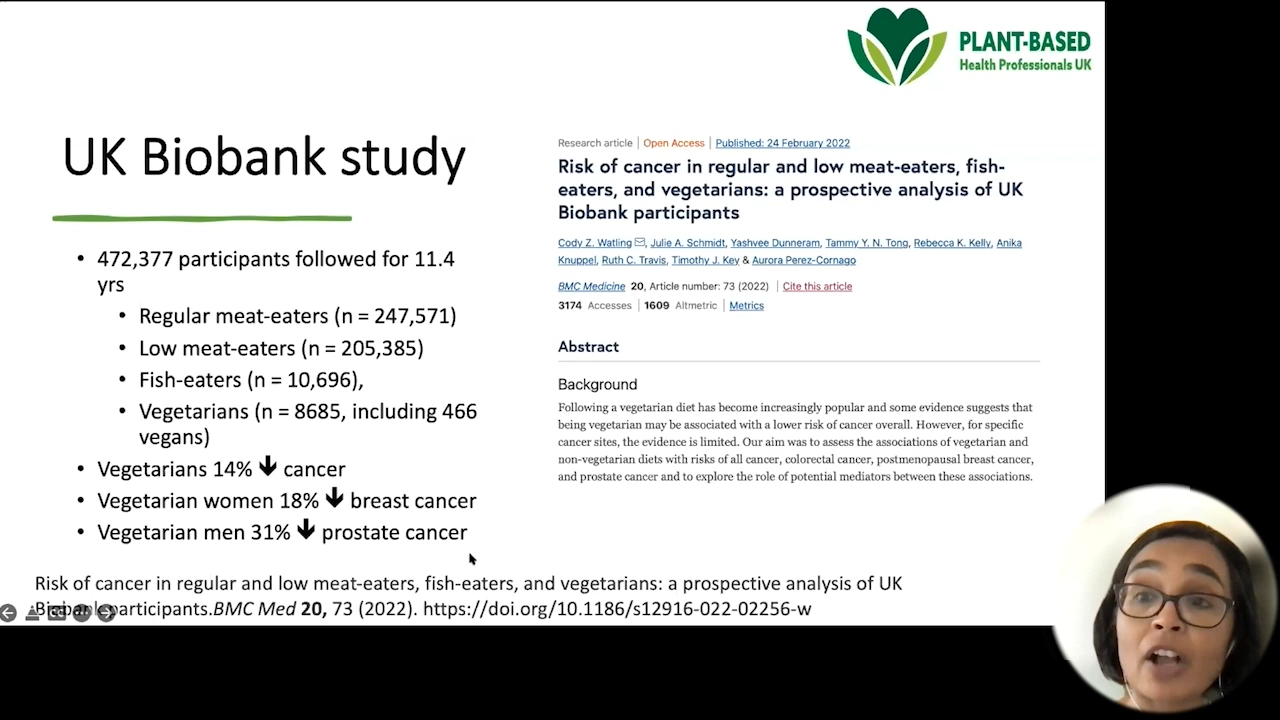 PLANT-BASED
Health Professionals UK
UK Biobank study
• 472,377 participants followed for 11.4
yrs
• Regular meat-eaters (n = 247,571)
• Low meat-eaters (n = 205,385)
• Fish-eaters (n = 10,696),
• Vegetarians (n = 8685, including 466
vegans)
• Vegetarians 14% ↓ cancer
• Vegetarian women 18% ↓ breast cancer
• Vegetarian men 31% ↓ prostate cancer
Research article | Open Access | Published: 24 February 2022
Risk of cancer in regular and low meat-eaters, fish-
eaters, and vegetarians: a prospective analysis of UK
Biobank participants
Cody Z. Watling, Julie A. Schmidt, Yashvee Dunneram, Tammy Y. N. Tong, Rebecca K. Kelly, Anika
Knuppel, Ruth C. Travis, Timothy J. Key & Aurora Perez-Cornago
BMC Medicine 20, Article number: 73 (2022) | Cite this article
3174 Accesses | 1609 Altmetric | Metrics
Abstract
Background
Following a vegetarian diet has become increasingly popular and some evidence suggests that
being vegetarian may be associated with a lower risk of cancer overall. However, for specific
cancer sites, the evidence is limited. Our aim was to assess the associations of vegetarian and
non-vegetarian diets with risks of all cancer, colorectal cancer, postmenopausal breast cancer,
and prostate cancer and to explore the role of potential mediators between these associations.
Risk of cancer in regular and low meat-eaters, fish-eaters, and vegetarians: a prospective analysis of UK
Biobank participants.BMC Med 20, 73 (2022). https://doi.org/10.1186/s12916-022-02256-w